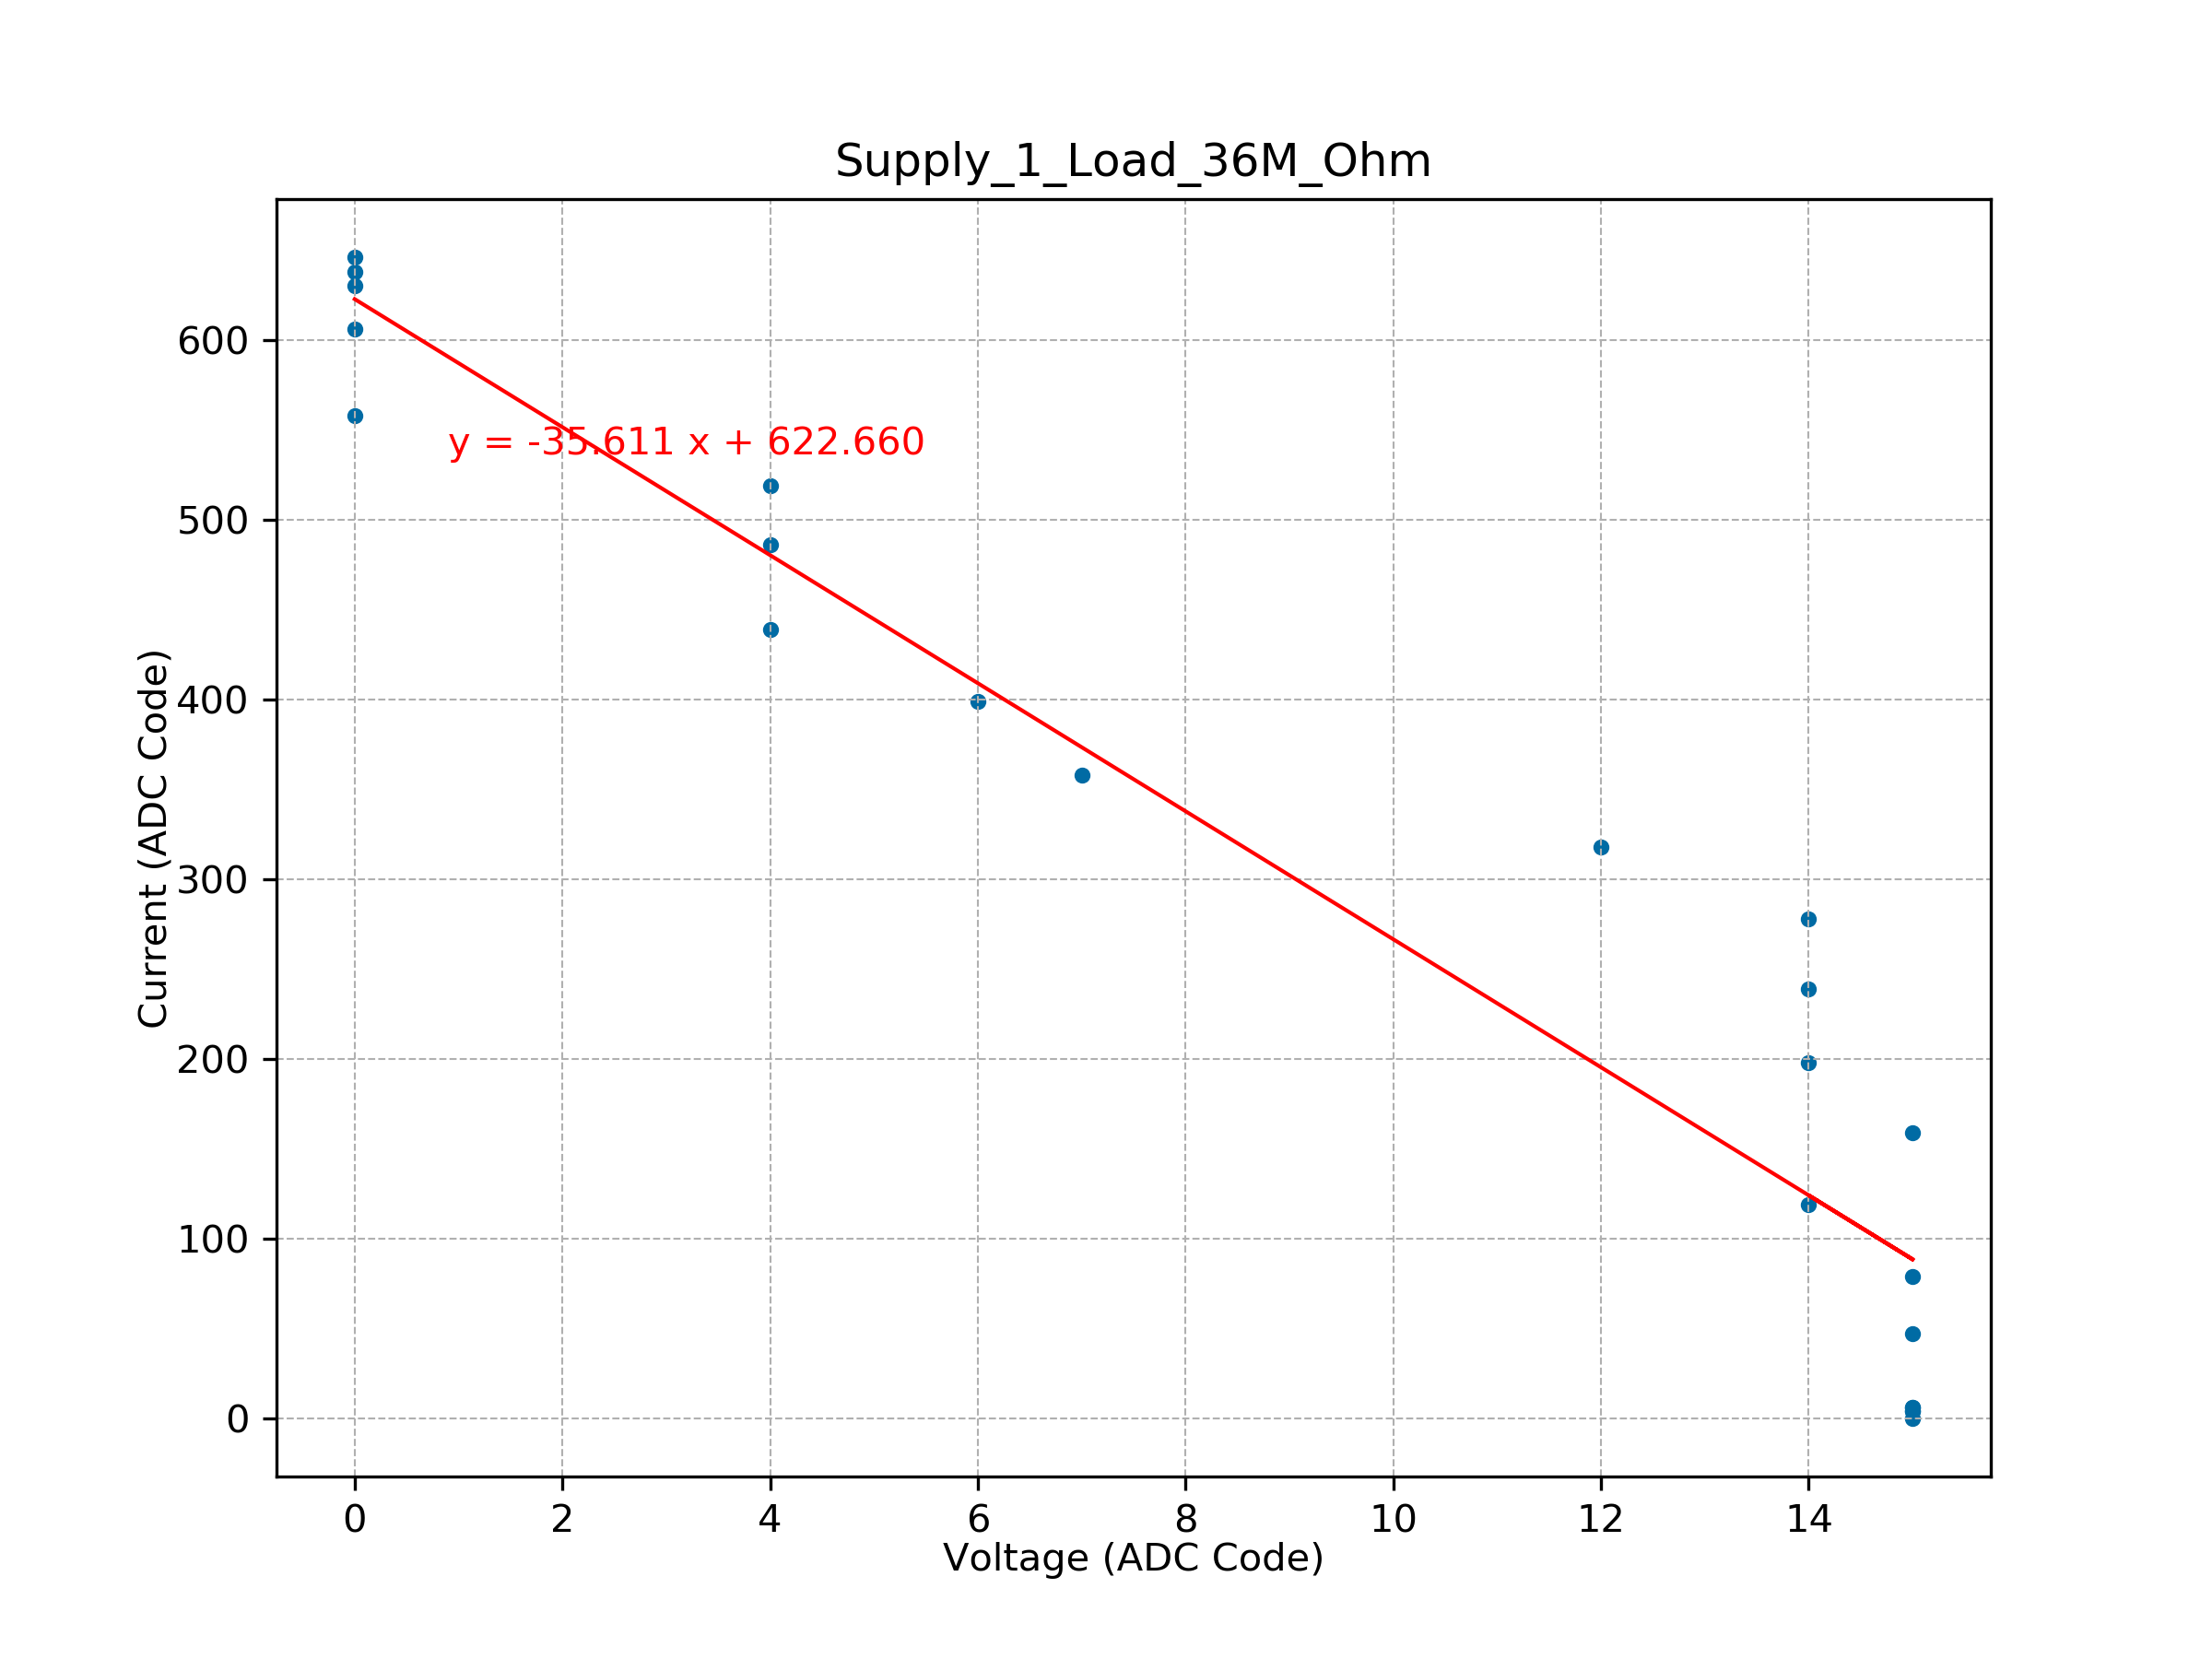 Supply_1_Load_36M_Ohm
y = -35.611 x + 622.660
Current (ADC Code)
600
500
400
300
200
100
0
0 2 4 6 8 10 12 14
Voltage (ADC Code)